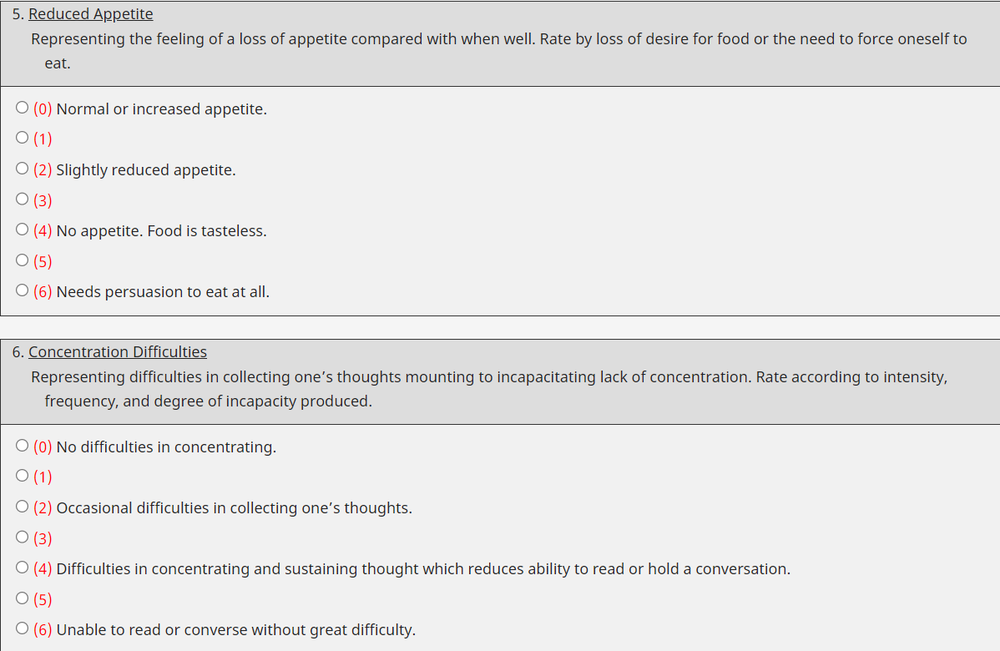 5. Reduced Appetite
Representing the feeling of a loss of appetite compared with when well. Rate by loss of desire for food or the need to force oneself to
eat.
(0) Normal or increased appetite.
(1)
(2) Slightly reduced appetite.
(3)
(4) No appetite. Food is tasteless.
(5)
(6) Needs persuasion to eat at all.
6. Concentration Difficulties
Representing difficulties in collecting one’s thoughts mounting to incapacitating lack of concentration. Rate according to intensity,
frequency, and degree of incapacity produced.
(0) No difficulties in concentrating.
(1)
(2) Occasional difficulties in collecting one’s thoughts.
(3)
(4) Difficulties in concentrating and sustaining thought which reduces ability to read or hold a conversation.
(5)
(6) Unable to read or converse without great difficulty.